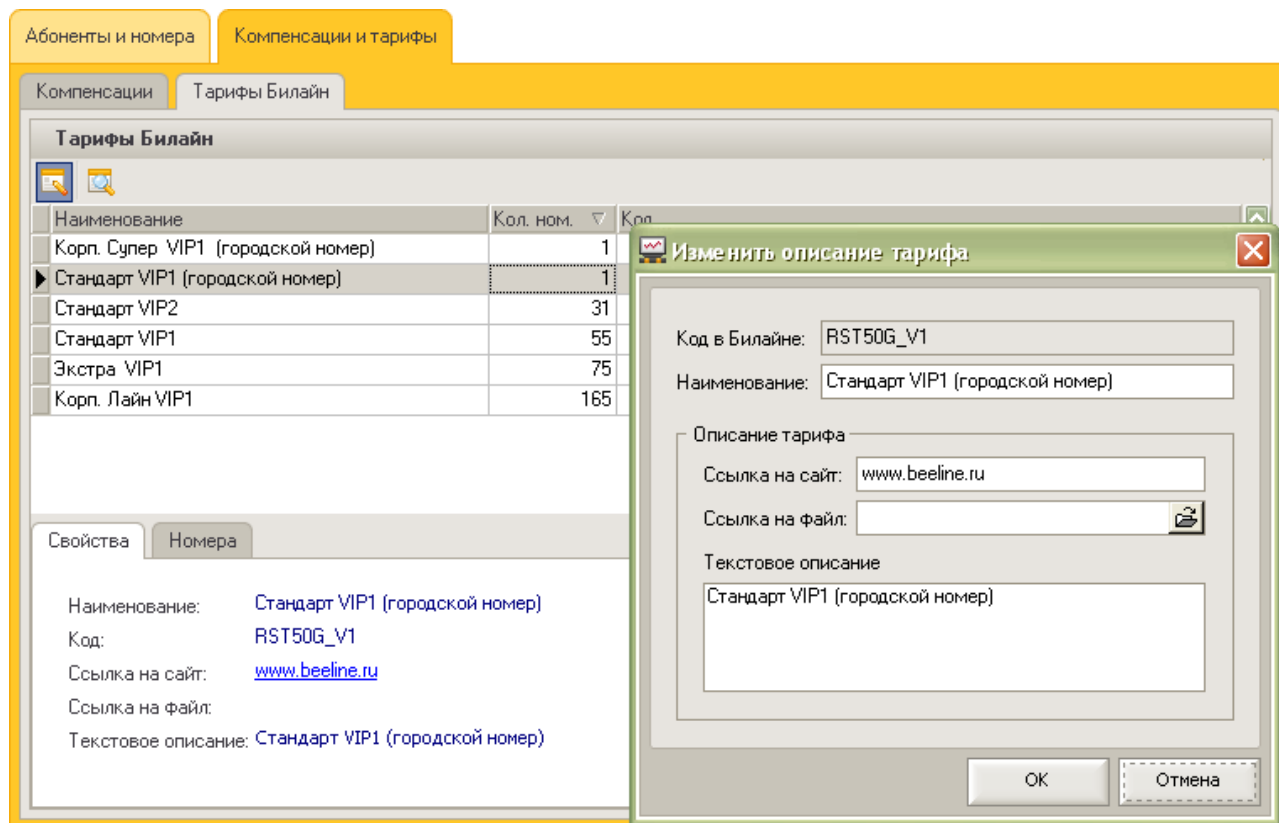 Абоненты и номера
Компенсации и тарифы
Компенсации
Тарифы Билайн
Тарифы Билайн
Наименование Кол. ном. Код
Корп. Супер VIP1 (городской номер) 1
Стандарт VIP1 (городской номер) 1
Стандарт VIP2 31
Стандарт VIP1 55
Экстра VIP1 75
Корп. Лайн VIP1 165
Свойства
Номера
Наименование: Стандарт VIP1 (городской номер)
Код: RST50G_V1
Ссылка на сайт: www.beeline.ru
Ссылка на файл:
Текстовое описание: Стандарт VIP1 (городской номер)
Изменить описание тарифа
Код в Билайне: RST50G_V1
Наименование: Стандарт VIP1 (городской номер)
Описание тарифа
Ссылка на сайт: www.beeline.ru
Ссылка на файл:
Текстовое описание
Стандарт VIP1 (городской номер)
ОК
Отмена